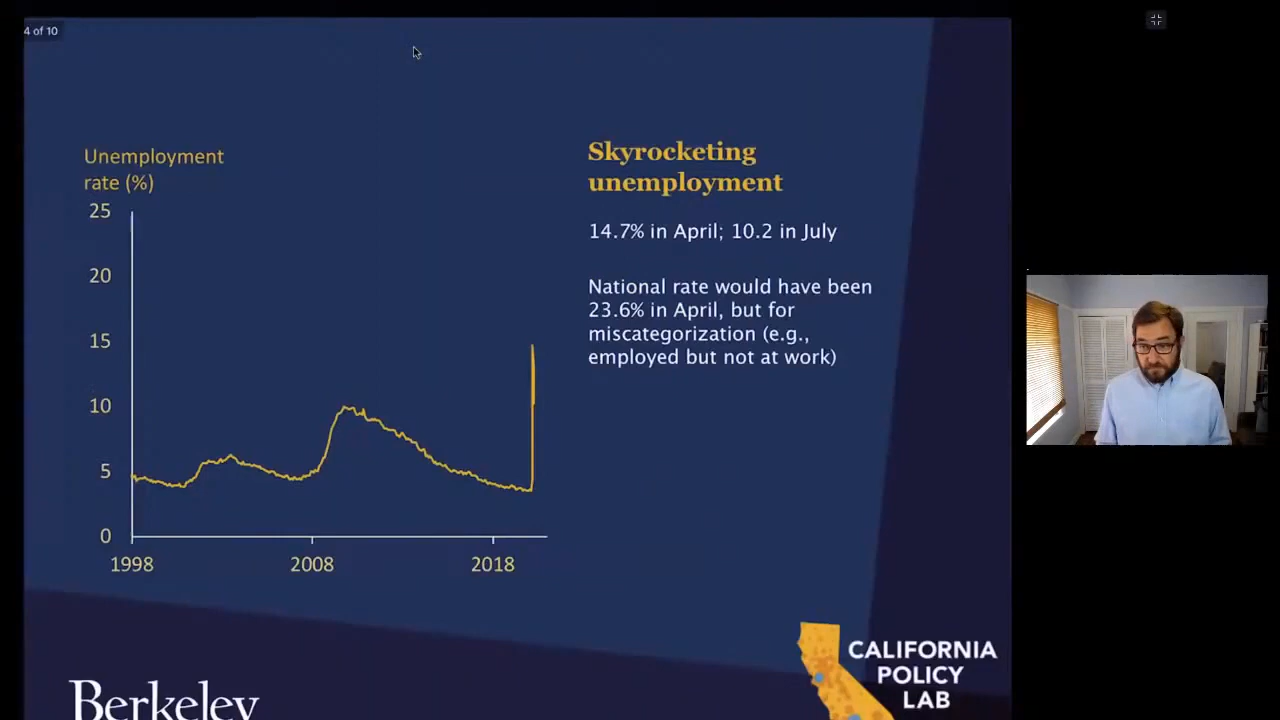 4 of 10
Unemployment
rate (%)
25
20
15
10
5
0
1998
2008
2018
Skyrocketing
unemployment
14.7% in April; 10.2 in July
National rate would have been
23.6% in April, but for
miscategorization (e.g.,
employed but not at work)
Berkeley
CALIFORNIA
POLICY
LAB